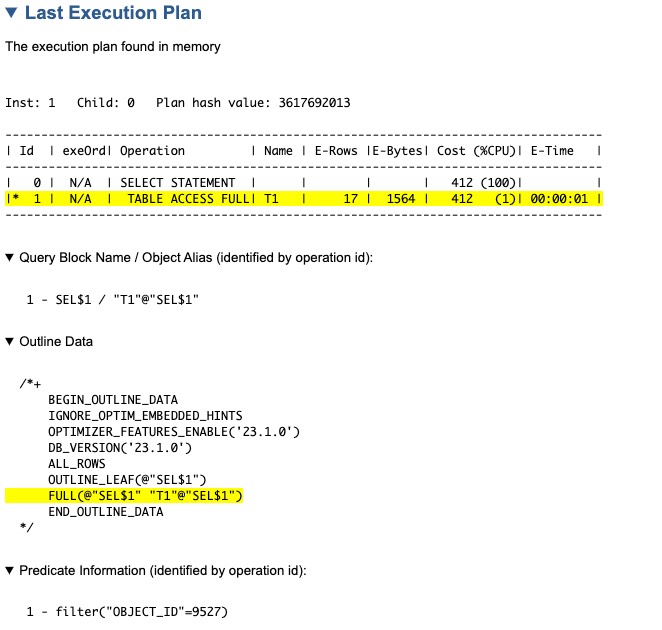 ▼ Last Execution Plan
The execution plan found in memory
Inst: 1   Child: 0   Plan hash value: 3617692013
-----------------------------------------------------------------------------------
| Id  | exeOrd| Operation         | Name | E-Rows |E-Bytes| Cost (%CPU)| E-Time   |
-----------------------------------------------------------------------------------
|   0 |  N/A  | SELECT STATEMENT  |      |        |       |   412 (100)|          |
|*  1 |  N/A  |  TABLE ACCESS FULL| T1   |     17 |  1564 |   412   (1)| 00:00:01 |
-----------------------------------------------------------------------------------
▼ Query Block Name / Object Alias (identified by operation id):
1 - SEL$1 / "T1"@"SEL$1"
▼ Outline Data
/*+
BEGIN_OUTLINE_DATA
IGNORE_OPTIM_EMBEDDED_HINTS
OPTIMIZER_FEATURES_ENABLE('23.1.0')
DB_VERSION('23.1.0')
ALL_ROWS
OUTLINE_LEAF(@"SEL$1")
FULL(@"SEL$1" "T1"@"SEL$1")
END_OUTLINE_DATA
*/
▼ Predicate Information (identified by operation id):
1 - filter("OBJECT_ID"=9527)